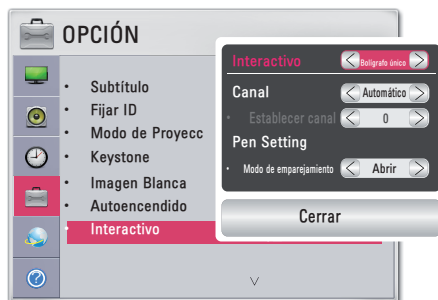 OPCIÓN
Subtítulo
Fijar ID
Modo de Proyecc
Keystone
Imagen Blanca
Autoencendido
Interactivo
Interactivo Bolígrafo único
Canal Automático
Establecer canal 0
Pen Setting
Modo de emparejamiento Abrir
Cerrar